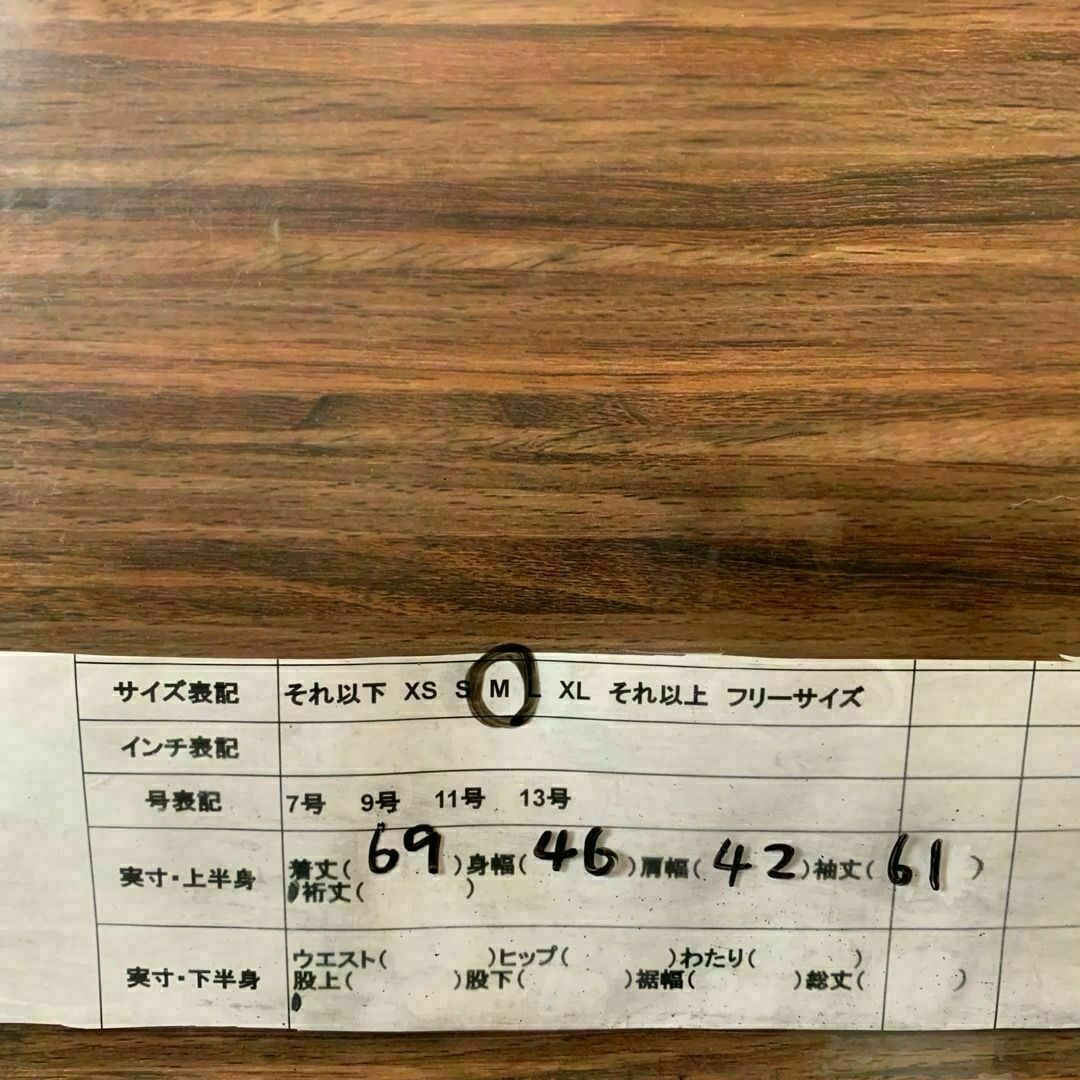 サイズ表記 それ以下 XS S M L XL それ以上 フリーサイズ
インチ表記
号表記 7号 9号 11号 13号
実寸・上半身 着丈( 69 )身幅( 46 )肩幅( 42 )袖丈( 61 )
裄丈( )
実寸・下半身 ウエスト( )ヒップ( )わたり( )
股上( )股下( )裾幅( )総丈( )